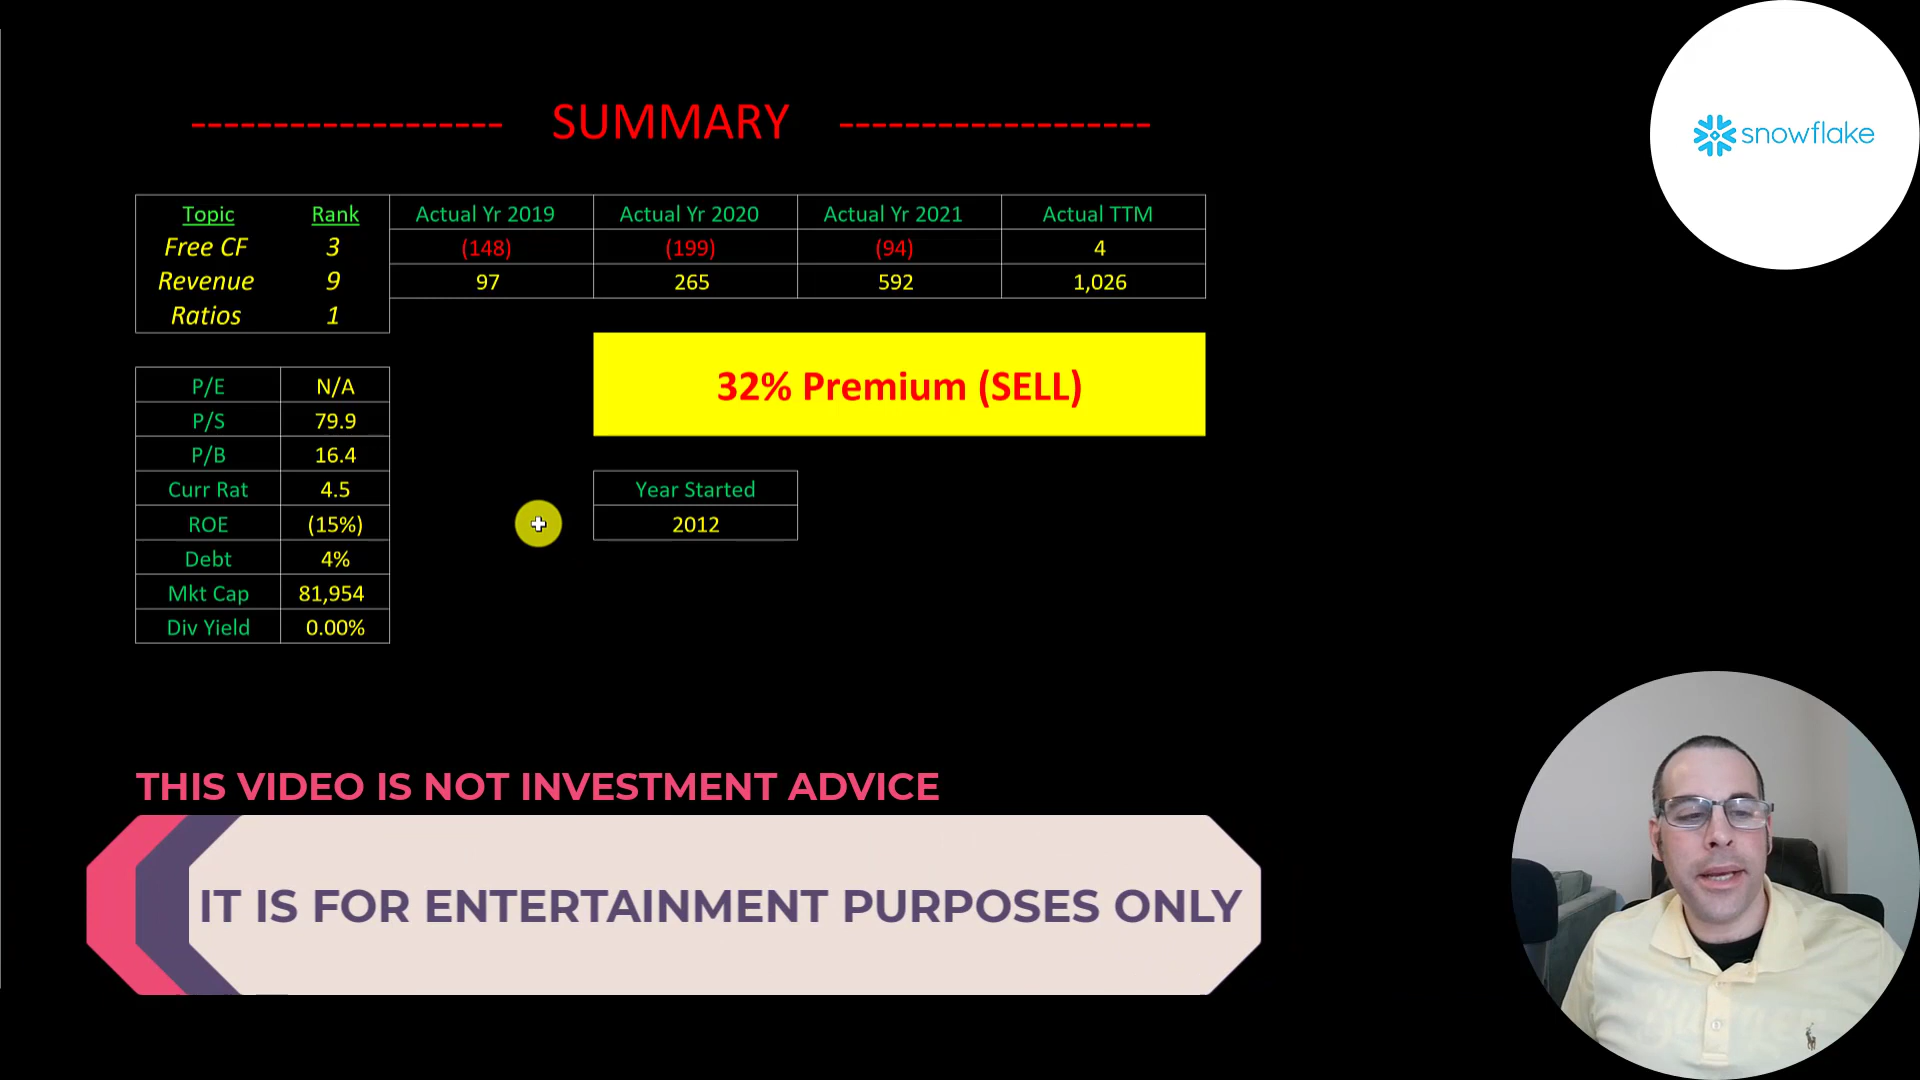 ------------------- SUMMARY -------------------
snowflake
Topic Rank Actual Yr 2019 Actual Yr 2020 Actual Yr 2021 Actual TTM
Free CF 3 (148) (199) (94) 4
Revenue 9 97 265 592 1,026
Ratios 1
32% Premium (SELL)
P/E N/A
P/S 79.9
P/B 16.4
Curr Rat 4.5
ROE (15%)
Debt 4%
Mkt Cap 81,954
Div Yield 0.00%
Year Started
2012
THIS VIDEO IS NOT INVESTMENT ADVICE
IT IS FOR ENTERTAINMENT PURPOSES ONLY